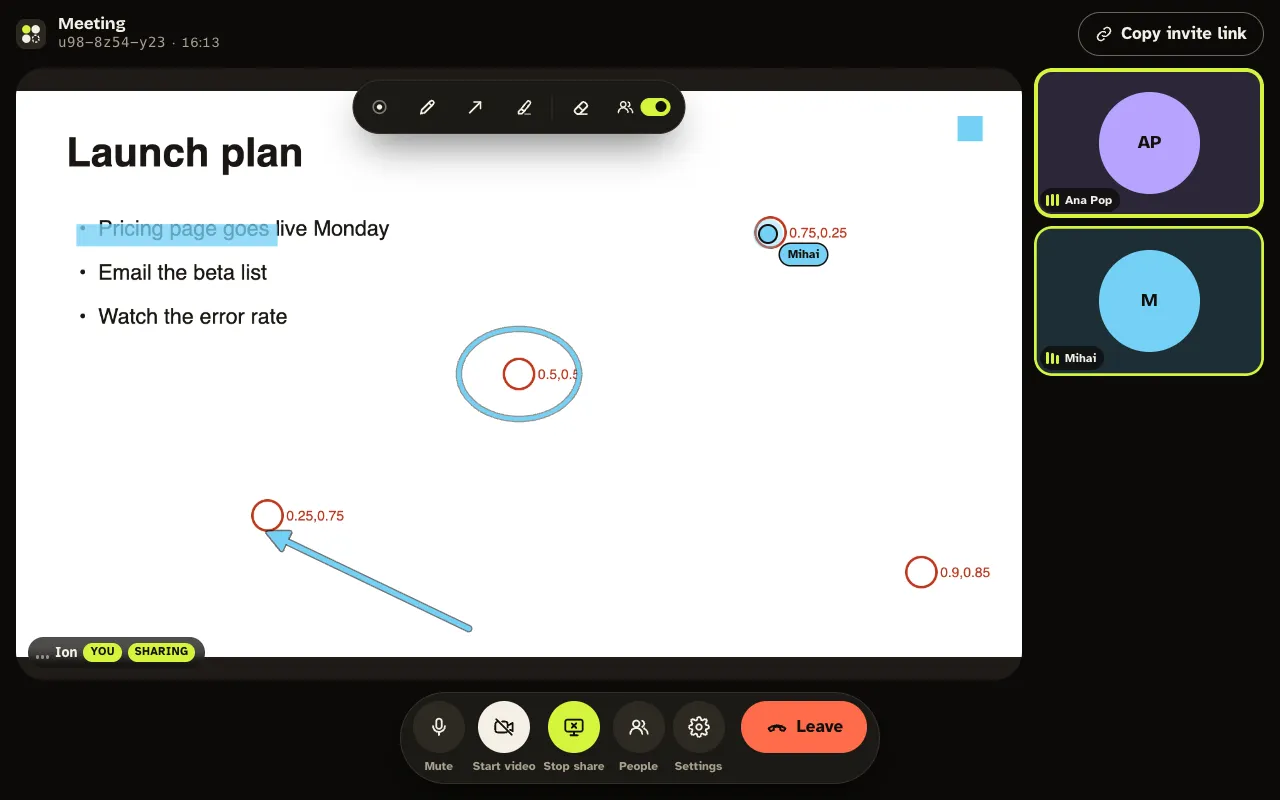 Meeting
u98-8z54-y23 · 16:13
Copy invite link
Launch plan
• Pricing page goes live Monday
• Email the beta list
• Watch the error rate
0.75,0.25
Mihai
0.5,0.5
0.25,0.75
0.9,0.85
Ion YOU SHARING
AP
Ana Pop
M
Mihai
Mute
Start video
Stop share
People
Settings
Leave